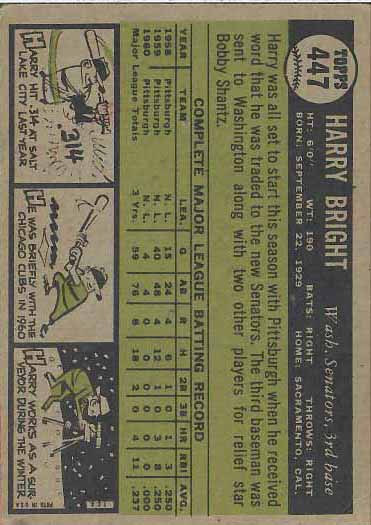 TOPPS
447
HARRY BRIGHT
Wash. Senators, 3rd base
HT: 6'0" WT: 190 BATS: RIGHT THROWS: RIGHT
BORN: SEPTEMBER 22, 1929 HOME: SACRAMENTO, CAL.
Harry was all set to start this season with Pittsburgh when he received
word that he was traded to the new Senators. The third baseman was
sent to Washington along with two other players for relief star
Bobby Shantz.
COMPLETE MAJOR LEAGUE BATTING RECORD
YEAR TEAM LEA. G AB R H 2B 3B HR RBI AVG.
1958 Pittsburgh N. L. 15 24 4 6 1 0 1 3 .250
1959 Pittsburgh N. L. 40 48 4 12 1 0 3 8 .250
1960 Pittsburgh N. L. 4 4 0 0 0 0 0 0 .000
Major League Totals 3 Yrs. 59 76 8 18 2 0 4 11 .237
.314
HARRY HIT .314 AT SALT
LAKE CITY LAST YEAR
HE WAS BRIEFLY WITH THE
CHICAGO CUBS IN 1960
HARRY WORKS AS A SUR-
VEYOR DURING THE WINTER
T.C.G. PRT'D. IN U.S.A.